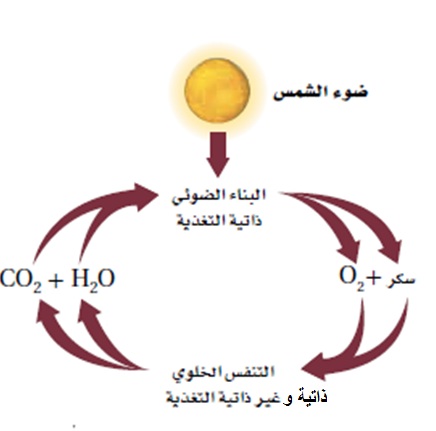 ضوء الشمس
البناء الضوئي
ذاتية التغذية
CO₂ + H₂O
سكر + O₂
التنفس الخلوي
ذاتية و غير ذاتية التغذية